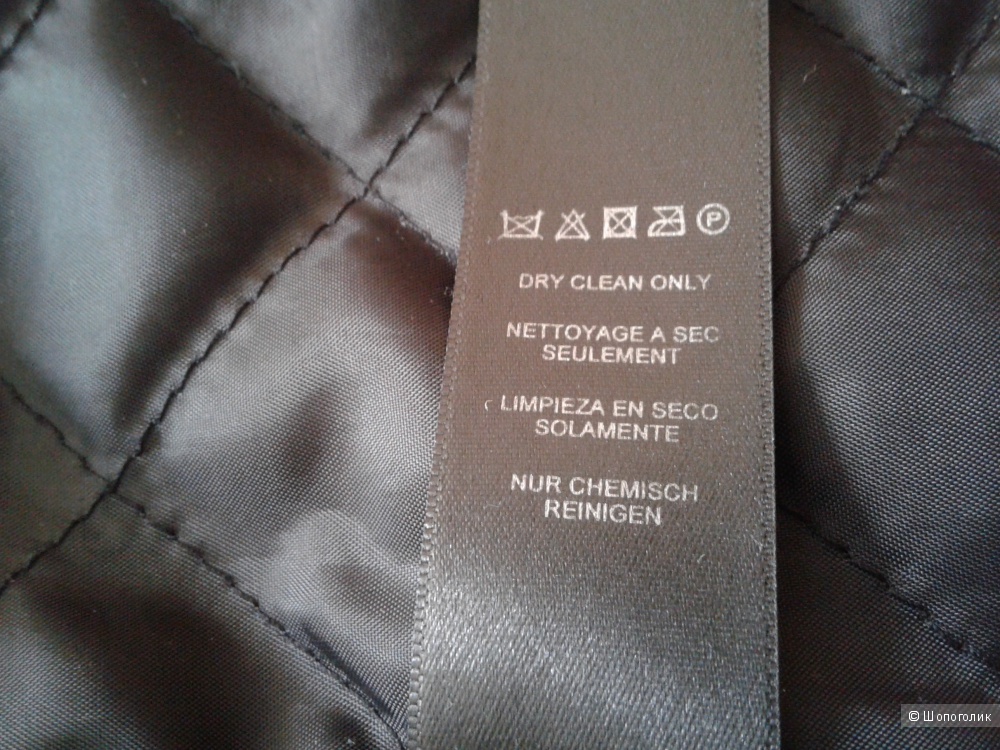 P
DRY CLEAN ONLY
NETTOYAGE A SEC
SEULEMENT
LIMPIEZA EN SECO
SOLAMENTE
NUR CHEMISCH
REINIGEN
© Шопоголик